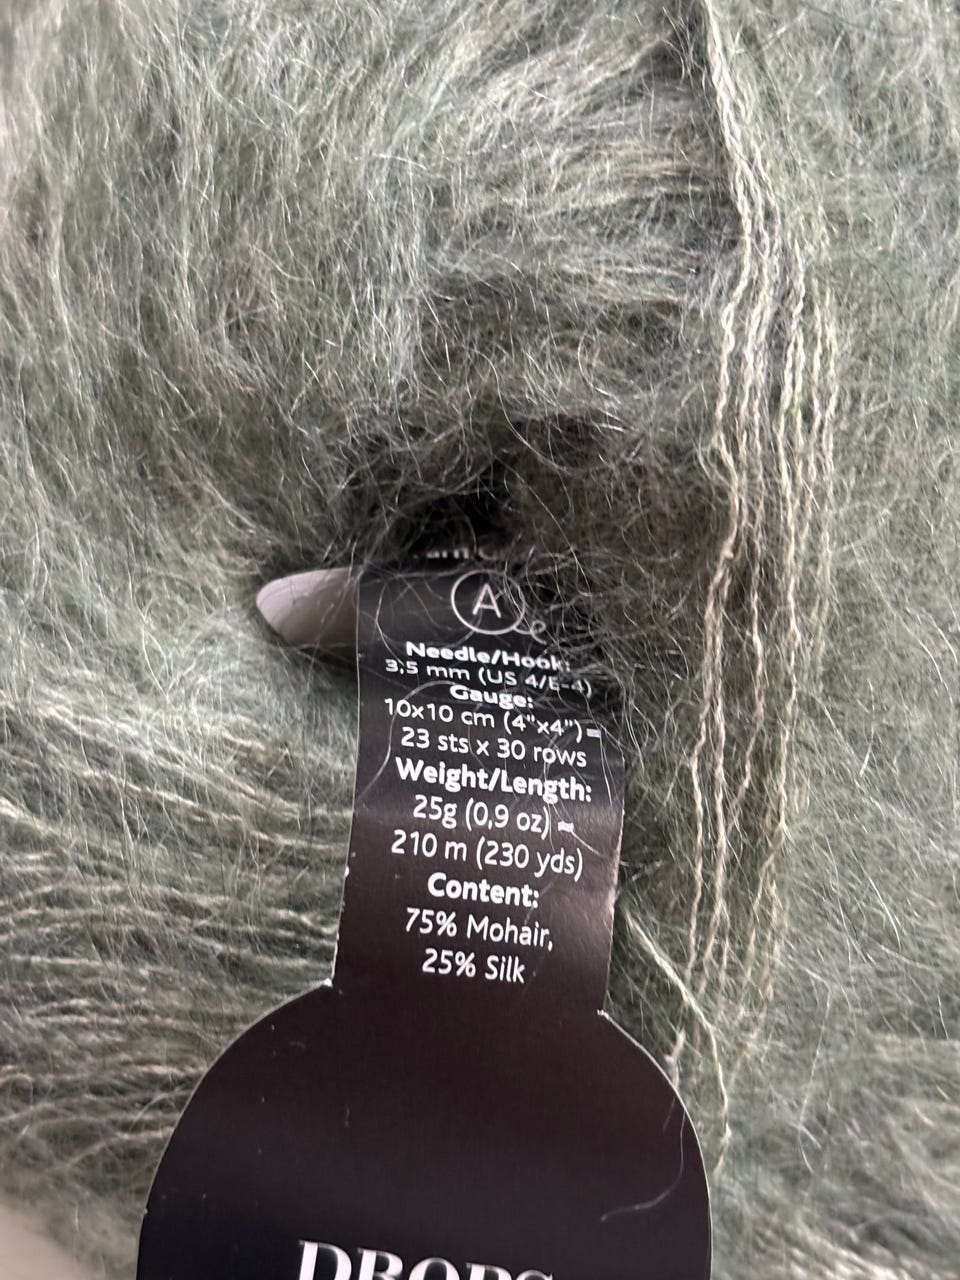 A
Needle/Hook:
3,5 mm (US 4/E-4)
Gauge:
10x10 cm (4"x4")=
23 sts x 30 rows
Weight/Length:
25g (0,9 oz) ≈
210 m (230 yds)
Content:
75% Mohair,
25% Silk
DROPS